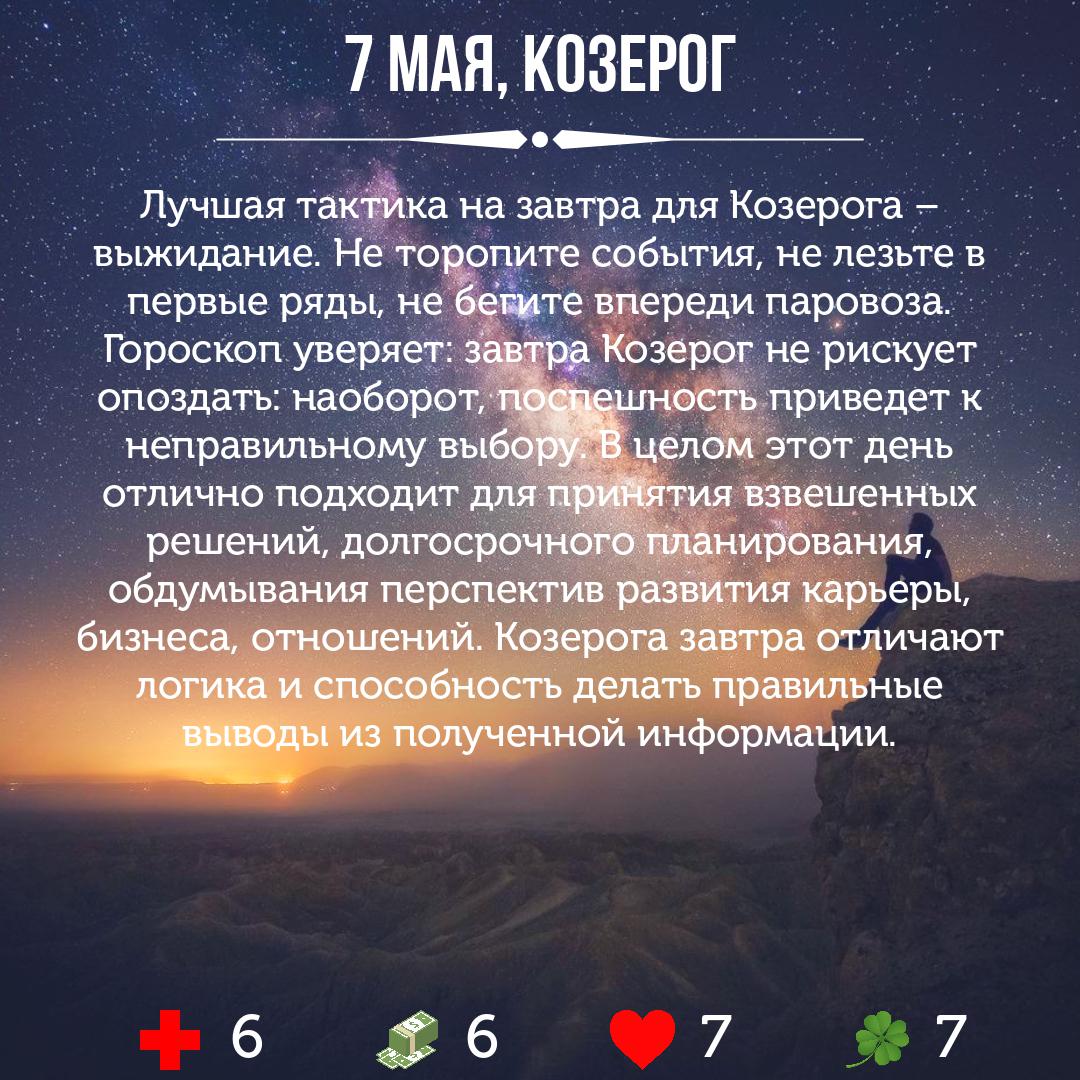 7 МАЯ, КОЗЕРОГ
Лучшая тактика на завтра для Козерога –
выжидание. Не торопите события, не лезьте в
первые ряды, не бегите впереди паровоза.
Гороскоп уверяет: завтра Козерог не рискует
опоздать: наоборот, поспешность приведет к
неправильному выбору. В целом этот день
отлично подходит для принятия взвешенных
решений, долгосрочного планирования,
обдумывания перспектив развития карьеры,
бизнеса, отношений. Козерога завтра отличают
логика и способность делать правильные
выводы из полученной информации.
6 6 7 7